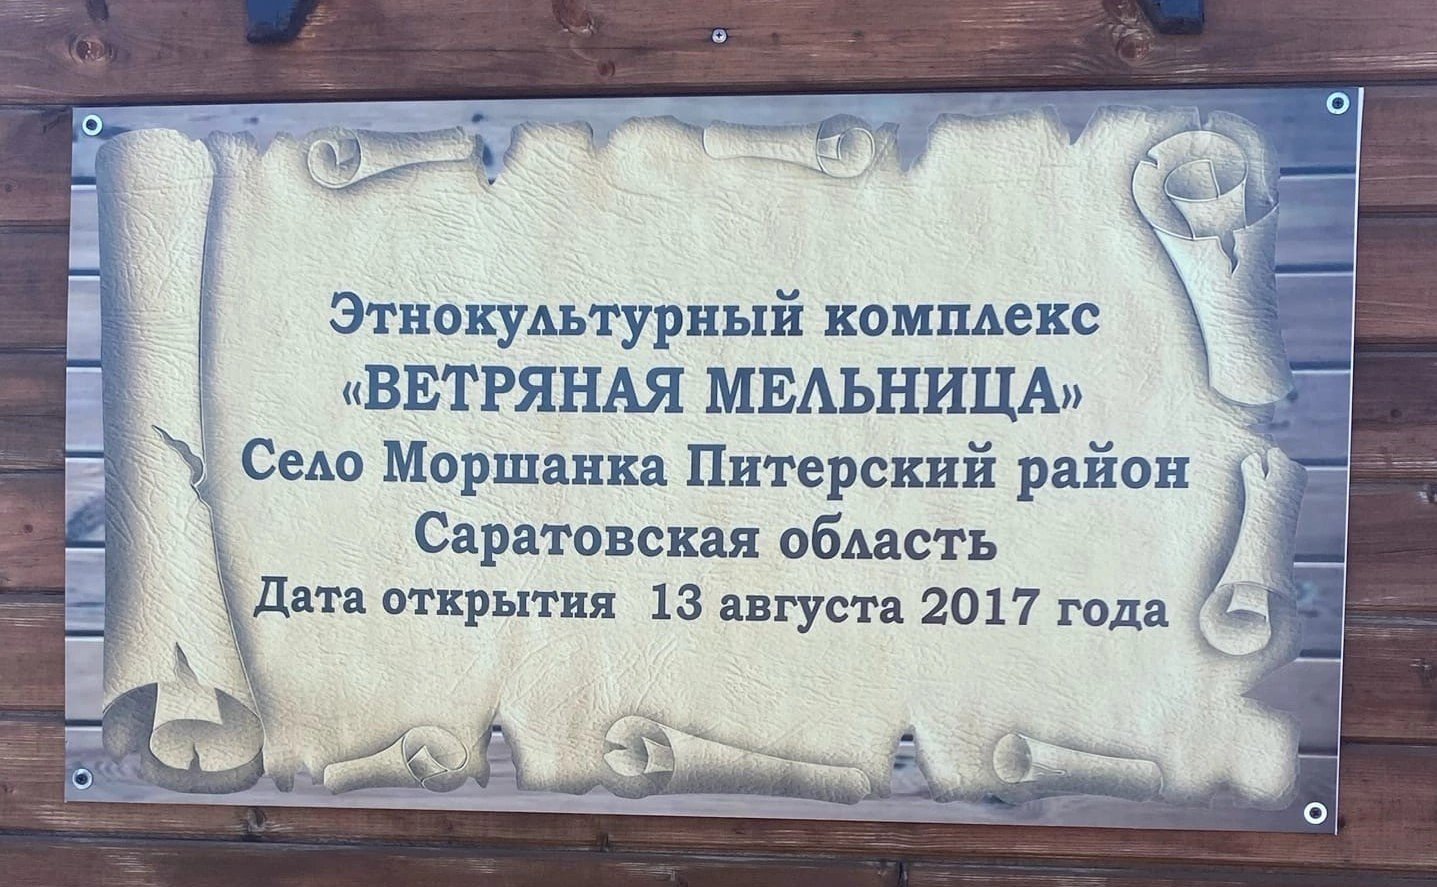 Этнокультурный комплекс
«ВЕТРЯНАЯ МЕЛЬНИЦА»
Село Моршанка Питерский район
Саратовская область
Дата открытия 13 августа 2017 года